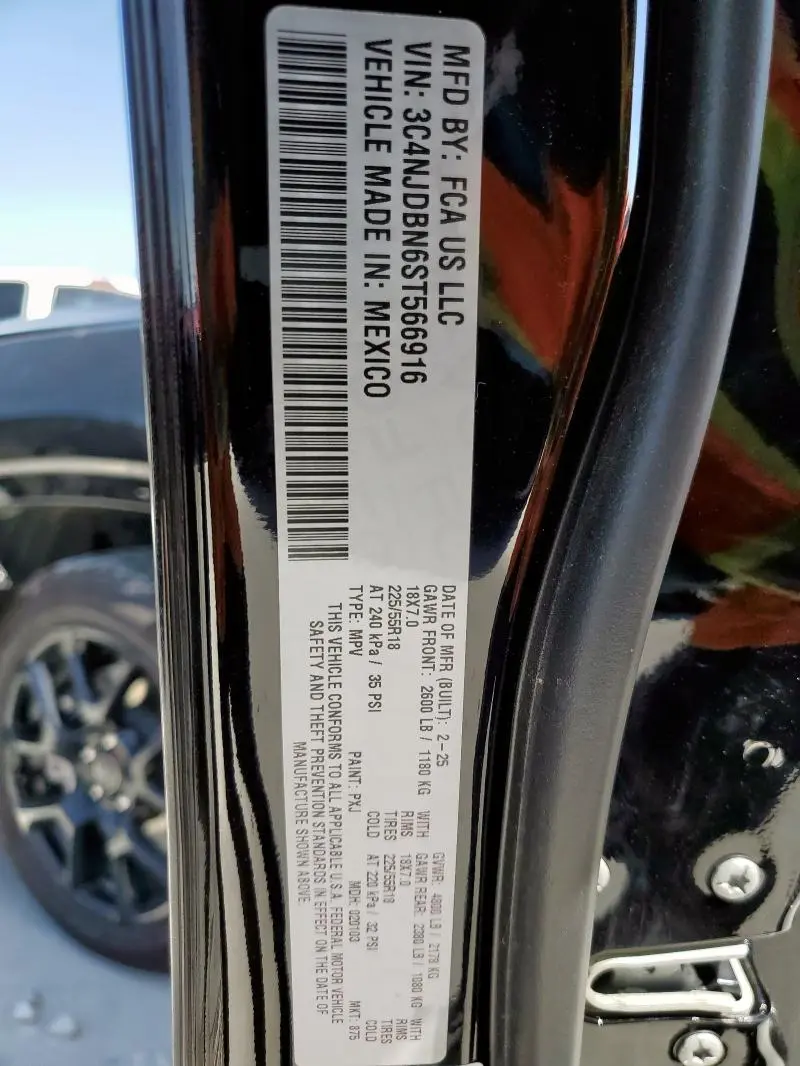 MFD BY: FCA US LLC
VIN: 3C4NJDBN6ST566916
VEHICLE MADE IN: MEXICO
DATE OF MFR (BUILT): 2-25 GVWR: 4800 LB / 2178 KG
GAWR FRONT: 2600 LB / 1180 KG WITH GAWR REAR: 2380 LB / 1080 KG WITH
18X7.0 RIMS 18X7.0 RIMS
225/55R18 TIRES 225/55R18 TIRES
AT 240 kPa / 35 PSI COLD AT 220 kPa / 32 PSI COLD
TYPE: MPV PAINT: PXJ MDH: 020103 MKT: 875
THIS VEHICLE CONFORMS TO ALL APPLICABLE U.S.A. FEDERAL MOTOR VEHICLE
SAFETY AND THEFT PREVENTION STANDARDS IN EFFECT ON THE DATE OF
MANUFACTURE SHOWN ABOVE.